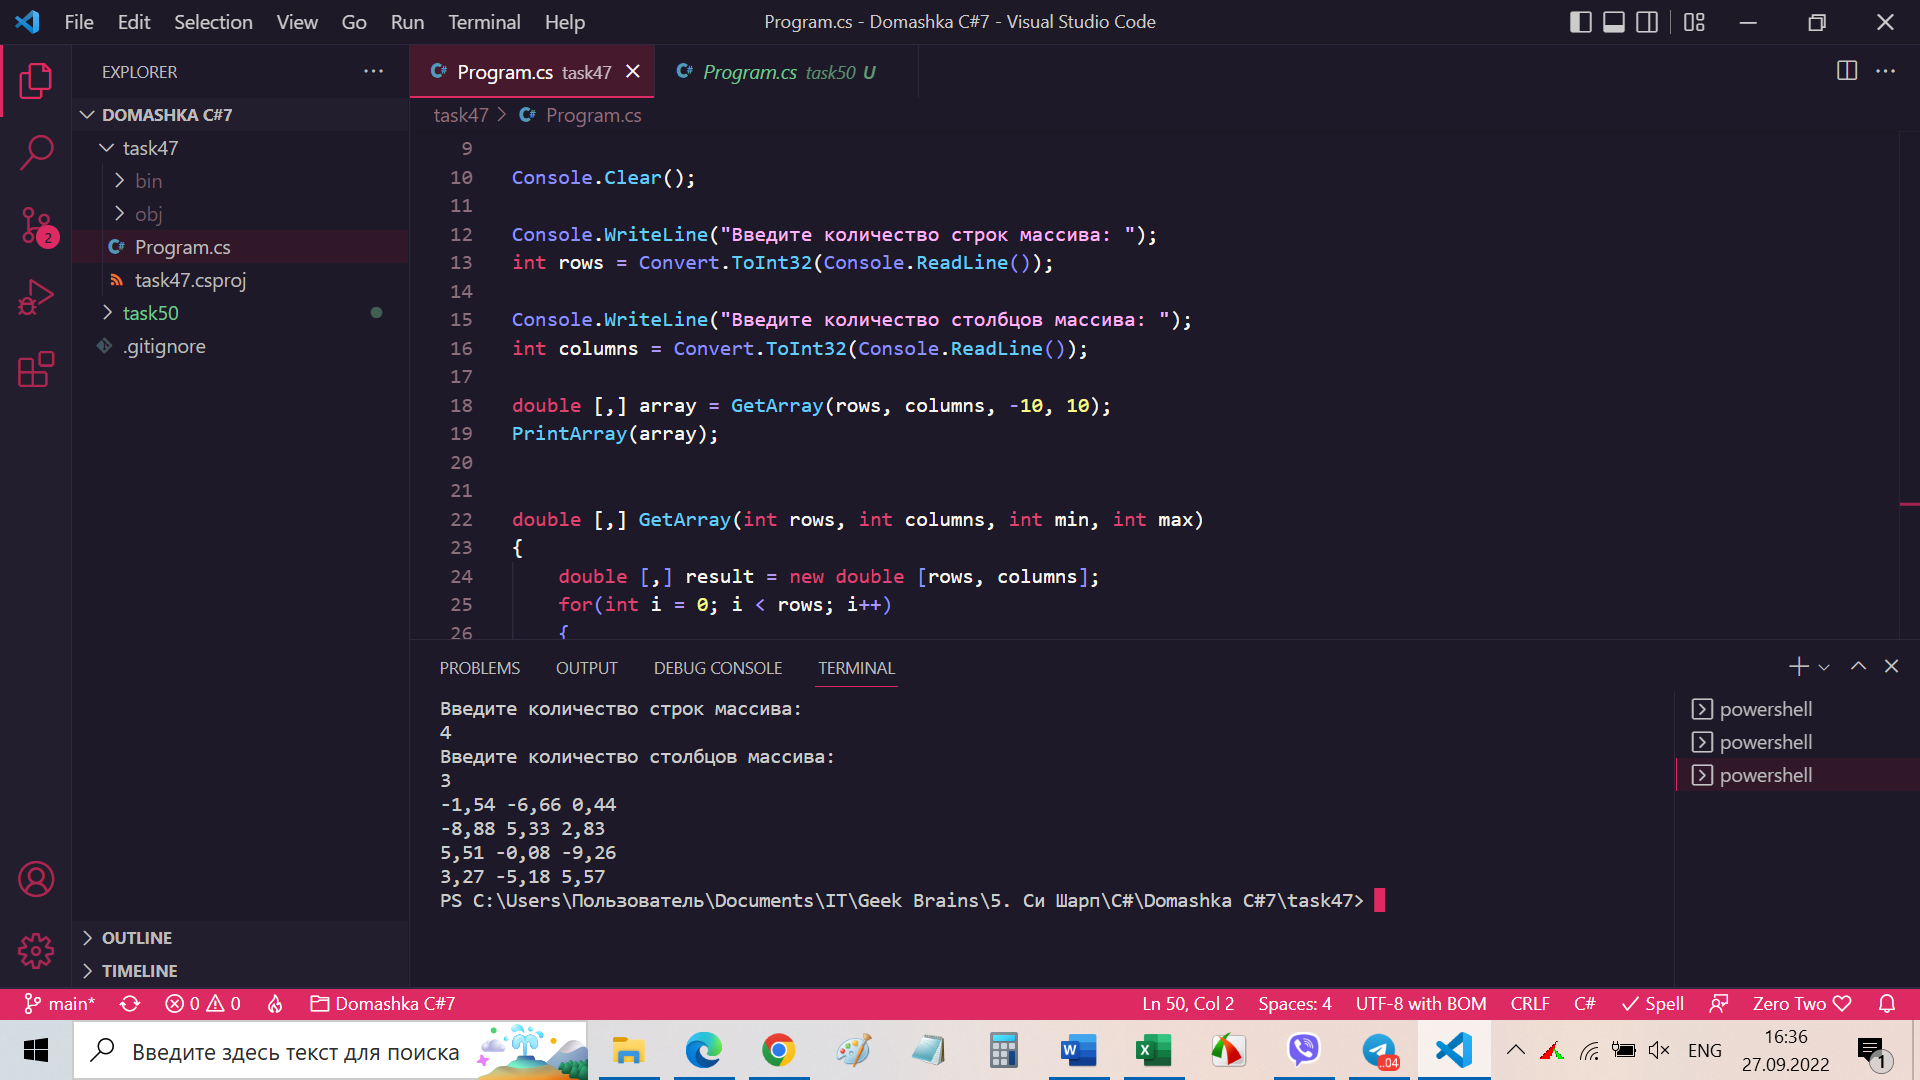 File Edit Selection View Go Run Terminal Help
Program.cs - Domashka C#7 - Visual Studio Code
EXPLORER
DOMASHKA C#7
task47
bin
obj
Program.cs
task47.csproj
task50
.gitignore
OUTLINE
TIMELINE
2
Program.cs task47
Program.cs task50 U
task47 > Program.cs
9
10 Console.Clear();
11
12 Console.WriteLine("Введите количество строк массива: ");
13 int rows = Convert.ToInt32(Console.ReadLine());
14
15 Console.WriteLine("Введите количество столбцов массива: ");
16 int columns = Convert.ToInt32(Console.ReadLine());
17
18 double [,] array = GetArray(rows, columns, -10, 10);
19 PrintArray(array);
20
21
22 double [,] GetArray(int rows, int columns, int min, int max)
23 {
24 double [,] result = new double [rows, columns];
25 for(int i = 0; i < rows; i++)
26 {
PROBLEMS OUTPUT DEBUG CONSOLE TERMINAL
Введите количество строк массива:
4
Введите количество столбцов массива:
3
-1,54 -6,66 0,44
-8,88 5,33 2,83
5,51 -0,08 -9,26
3,27 -5,18 5,57
PS C:\Users\Пользователь\Documents\IT\Geek Brains\5. Си Шарп\C#\Domashka C#7\task47>
powershell
powershell
powershell
main* 0 0 Domashka C#7 Ln 50, Col 2 Spaces: 4 UTF-8 with BOM CRLF C# Spell Zero Two
Введите здесь текст для поиска
..04
ENG
16:36
27.09.2022
1